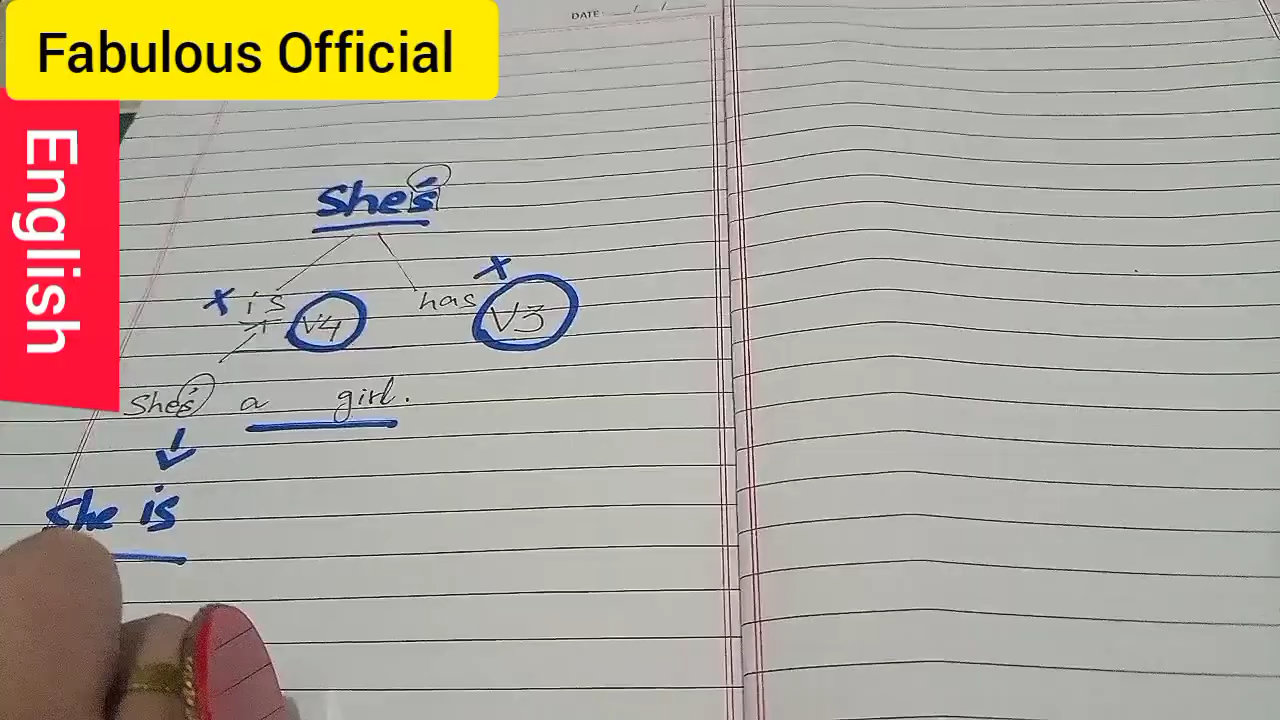 DATE: / /
Fabulous Official
English
She's
x is V4 has x V3
She's a girl.
↓
She is